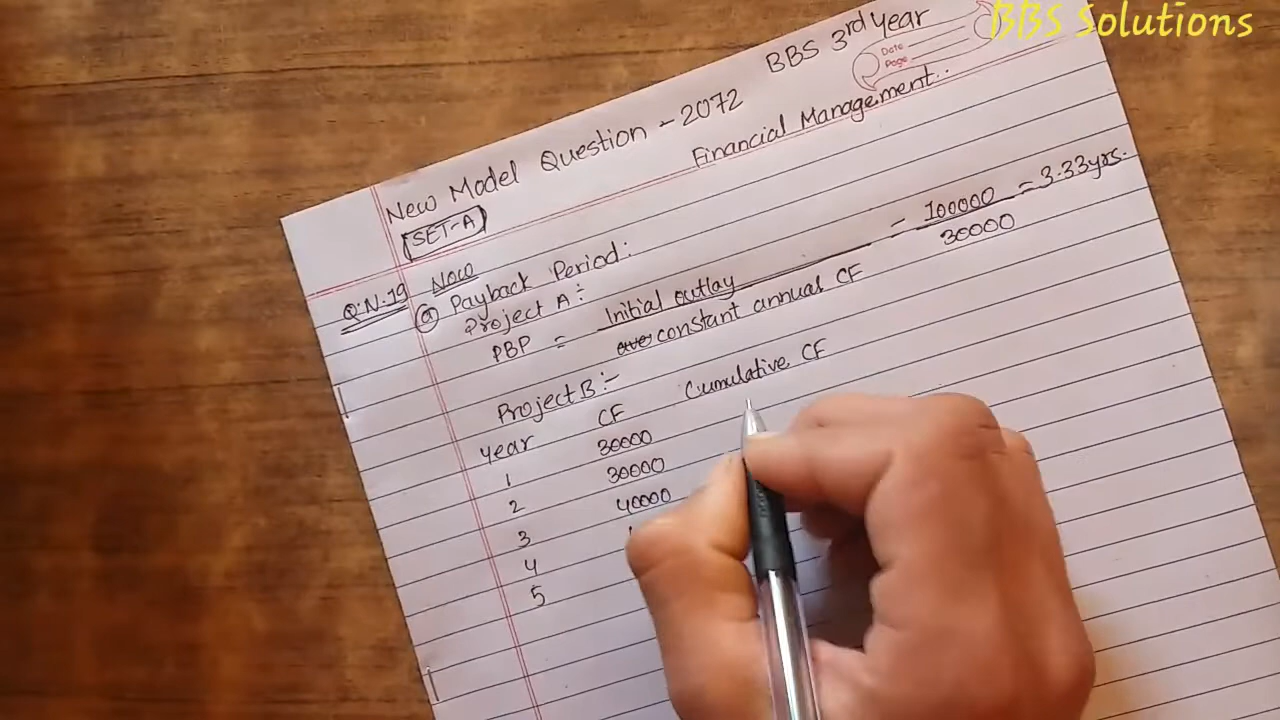 BBS Solutions
New Model Question - 2072 BBS 3rd Year
Date
Page
SET-A
Financial Management..
Q.N.19 Now
a Payback Period:
Project A:-
PBP = Initial outlay = 100000 = 3.33yrs.
constant annual CF 30000
Project B:-
year CF Cumulative CF
1 30000
2 30000
3 40000
4
5